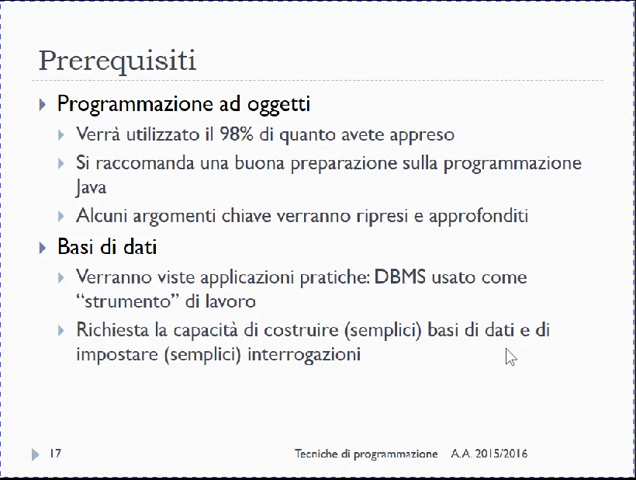 Prerequisiti
Programmazione ad oggetti
Verrà utilizzato il 98% di quanto avete appreso
Si raccomanda una buona preparazione sulla programmazione
Java
Alcuni argomenti chiave verranno ripresi e approfonditi
Basi di dati
Verranno viste applicazioni pratiche: DBMS usato come
“strumento” di lavoro
Richiesta la capacità di costruire (semplici) basi di dati e di
impostare (semplici) interrogazioni
17 Tecniche di programmazione A.A. 2015/2016